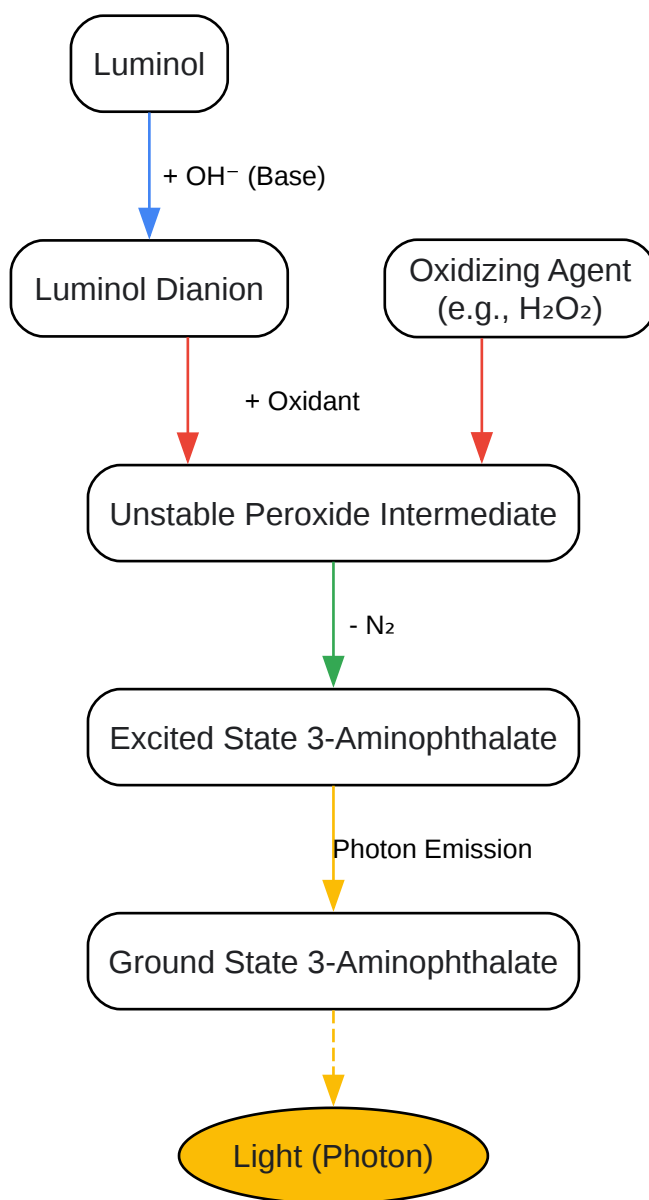 Luminol
+ OH⁻ (Base)
Luminol Dianion
Oxidizing Agent
(e.g., H₂O₂)
+ Oxidant
Unstable Peroxide Intermediate
- N₂
Excited State 3-Aminophthalate
Photon Emission
Ground State 3-Aminophthalate
Light (Photon)